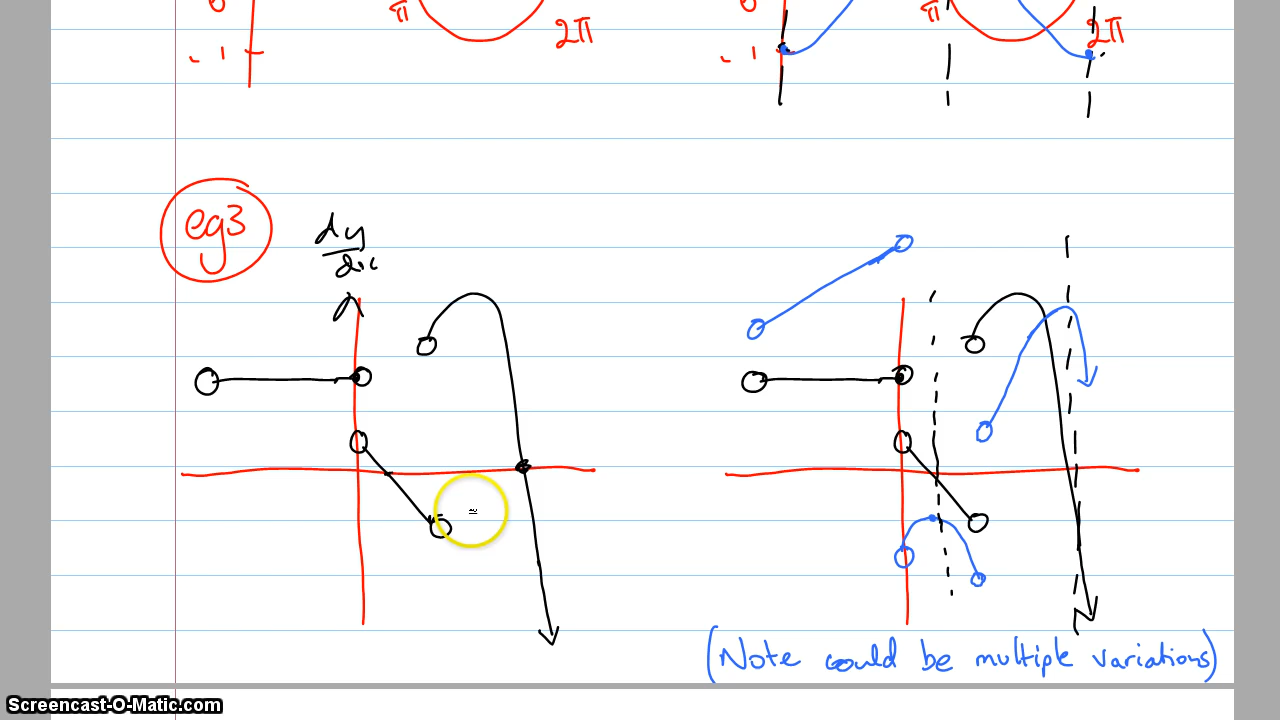 0
π
2π
-1
0
π
2π
-1
eg3
dy
dx
(Note could be multiple variations)
Screencast-O-Matic.com